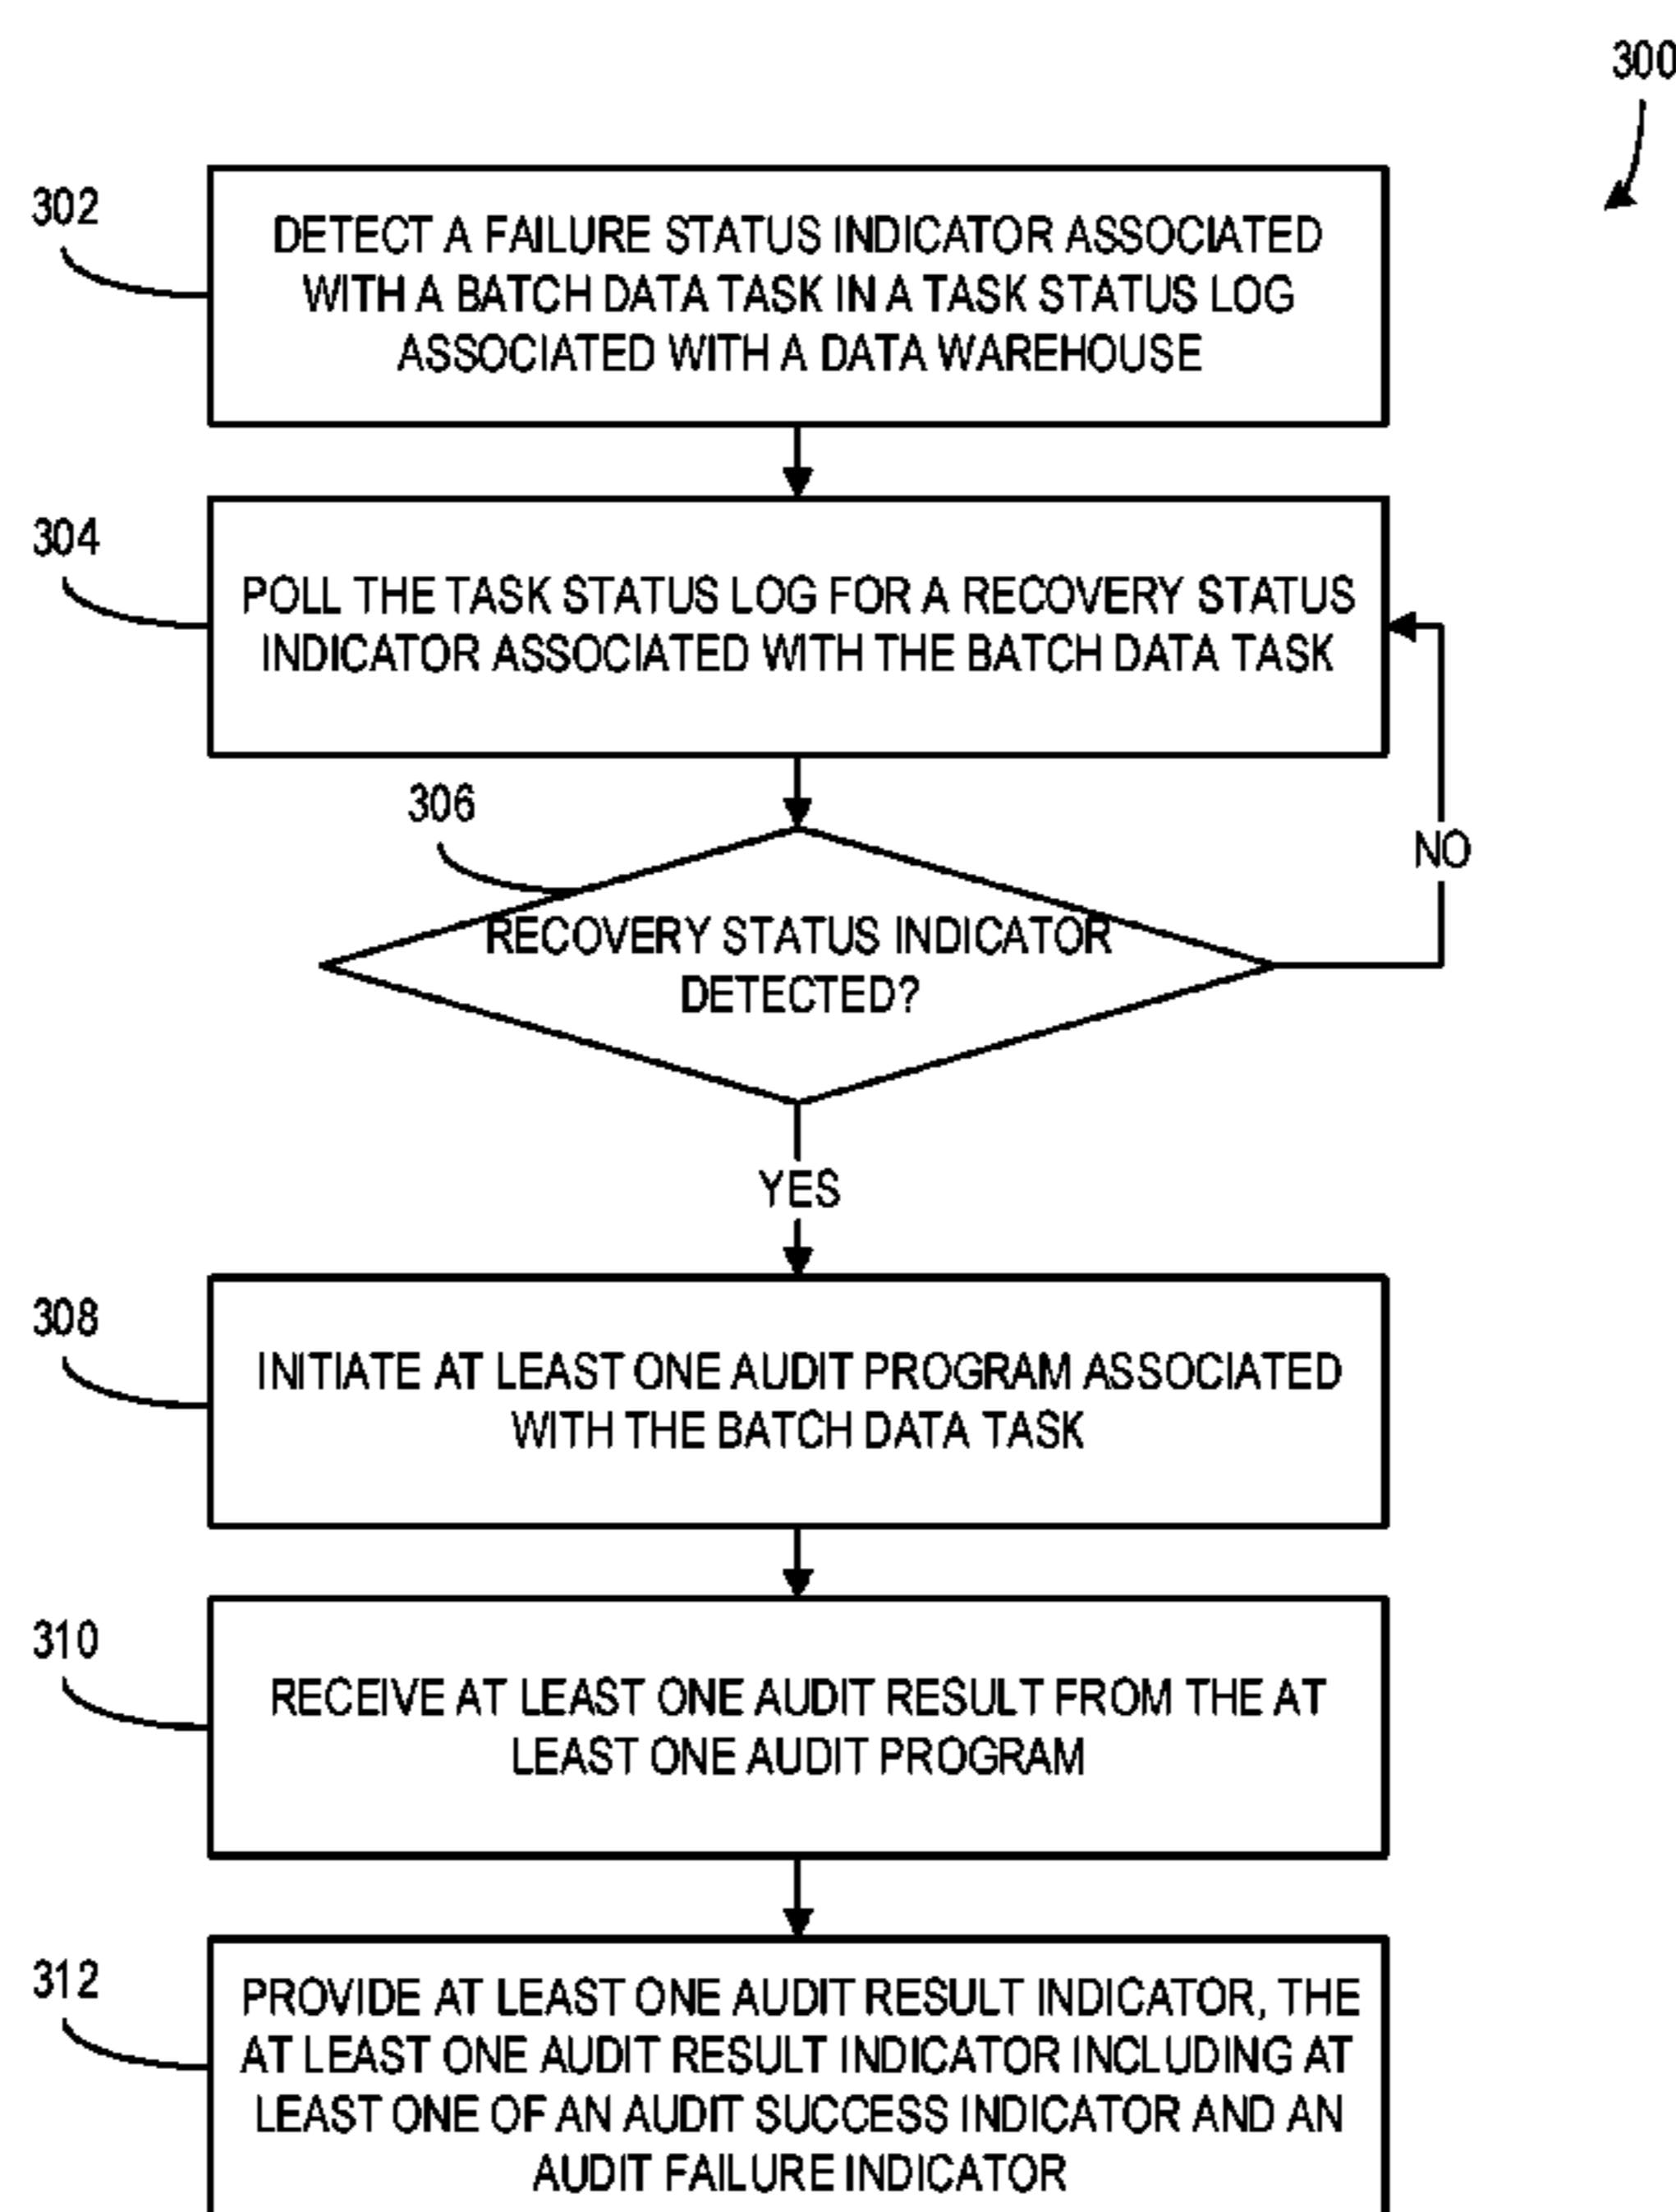 300
302
DETECT A FAILURE STATUS INDICATOR ASSOCIATED
WITH A BATCH DATA TASK IN A TASK STATUS LOG
ASSOCIATED WITH A DATA WAREHOUSE
304
POLL THE TASK STATUS LOG FOR A RECOVERY STATUS
INDICATOR ASSOCIATED WITH THE BATCH DATA TASK
306
NO
RECOVERY STATUS INDICATOR
DETECTED?
YES
308
INITIATE AT LEAST ONE AUDIT PROGRAM ASSOCIATED
WITH THE BATCH DATA TASK
310
RECEIVE AT LEAST ONE AUDIT RESULT FROM THE AT
LEAST ONE AUDIT PROGRAM
312
PROVIDE AT LEAST ONE AUDIT RESULT INDICATOR, THE
AT LEAST ONE AUDIT RESULT INDICATOR INCLUDING AT
LEAST ONE OF AN AUDIT SUCCESS INDICATOR AND AN
AUDIT FAILURE INDICATOR